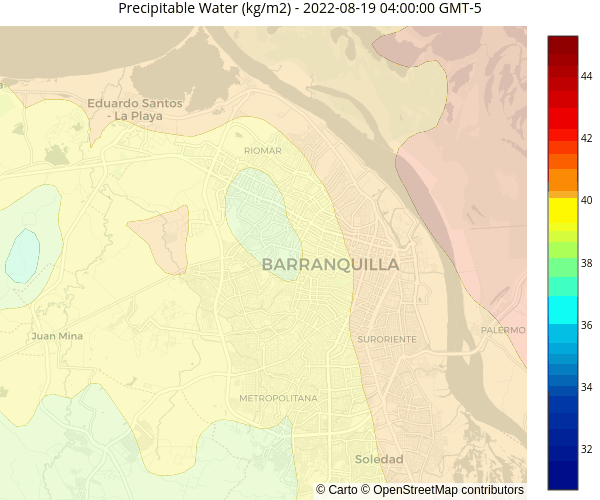 Precipitable Water (kg/m2) - 2022-08-19 04:00:00 GMT-5
44
42
40
38
36
34
32
Eduardo Santos
- La Playa
RIOMAR
BARRANQUILLA
Juan Mina
SURORIENTE
PALERMO
METROPOLITANA
Soledad
© Carto © OpenStreetMap contributors